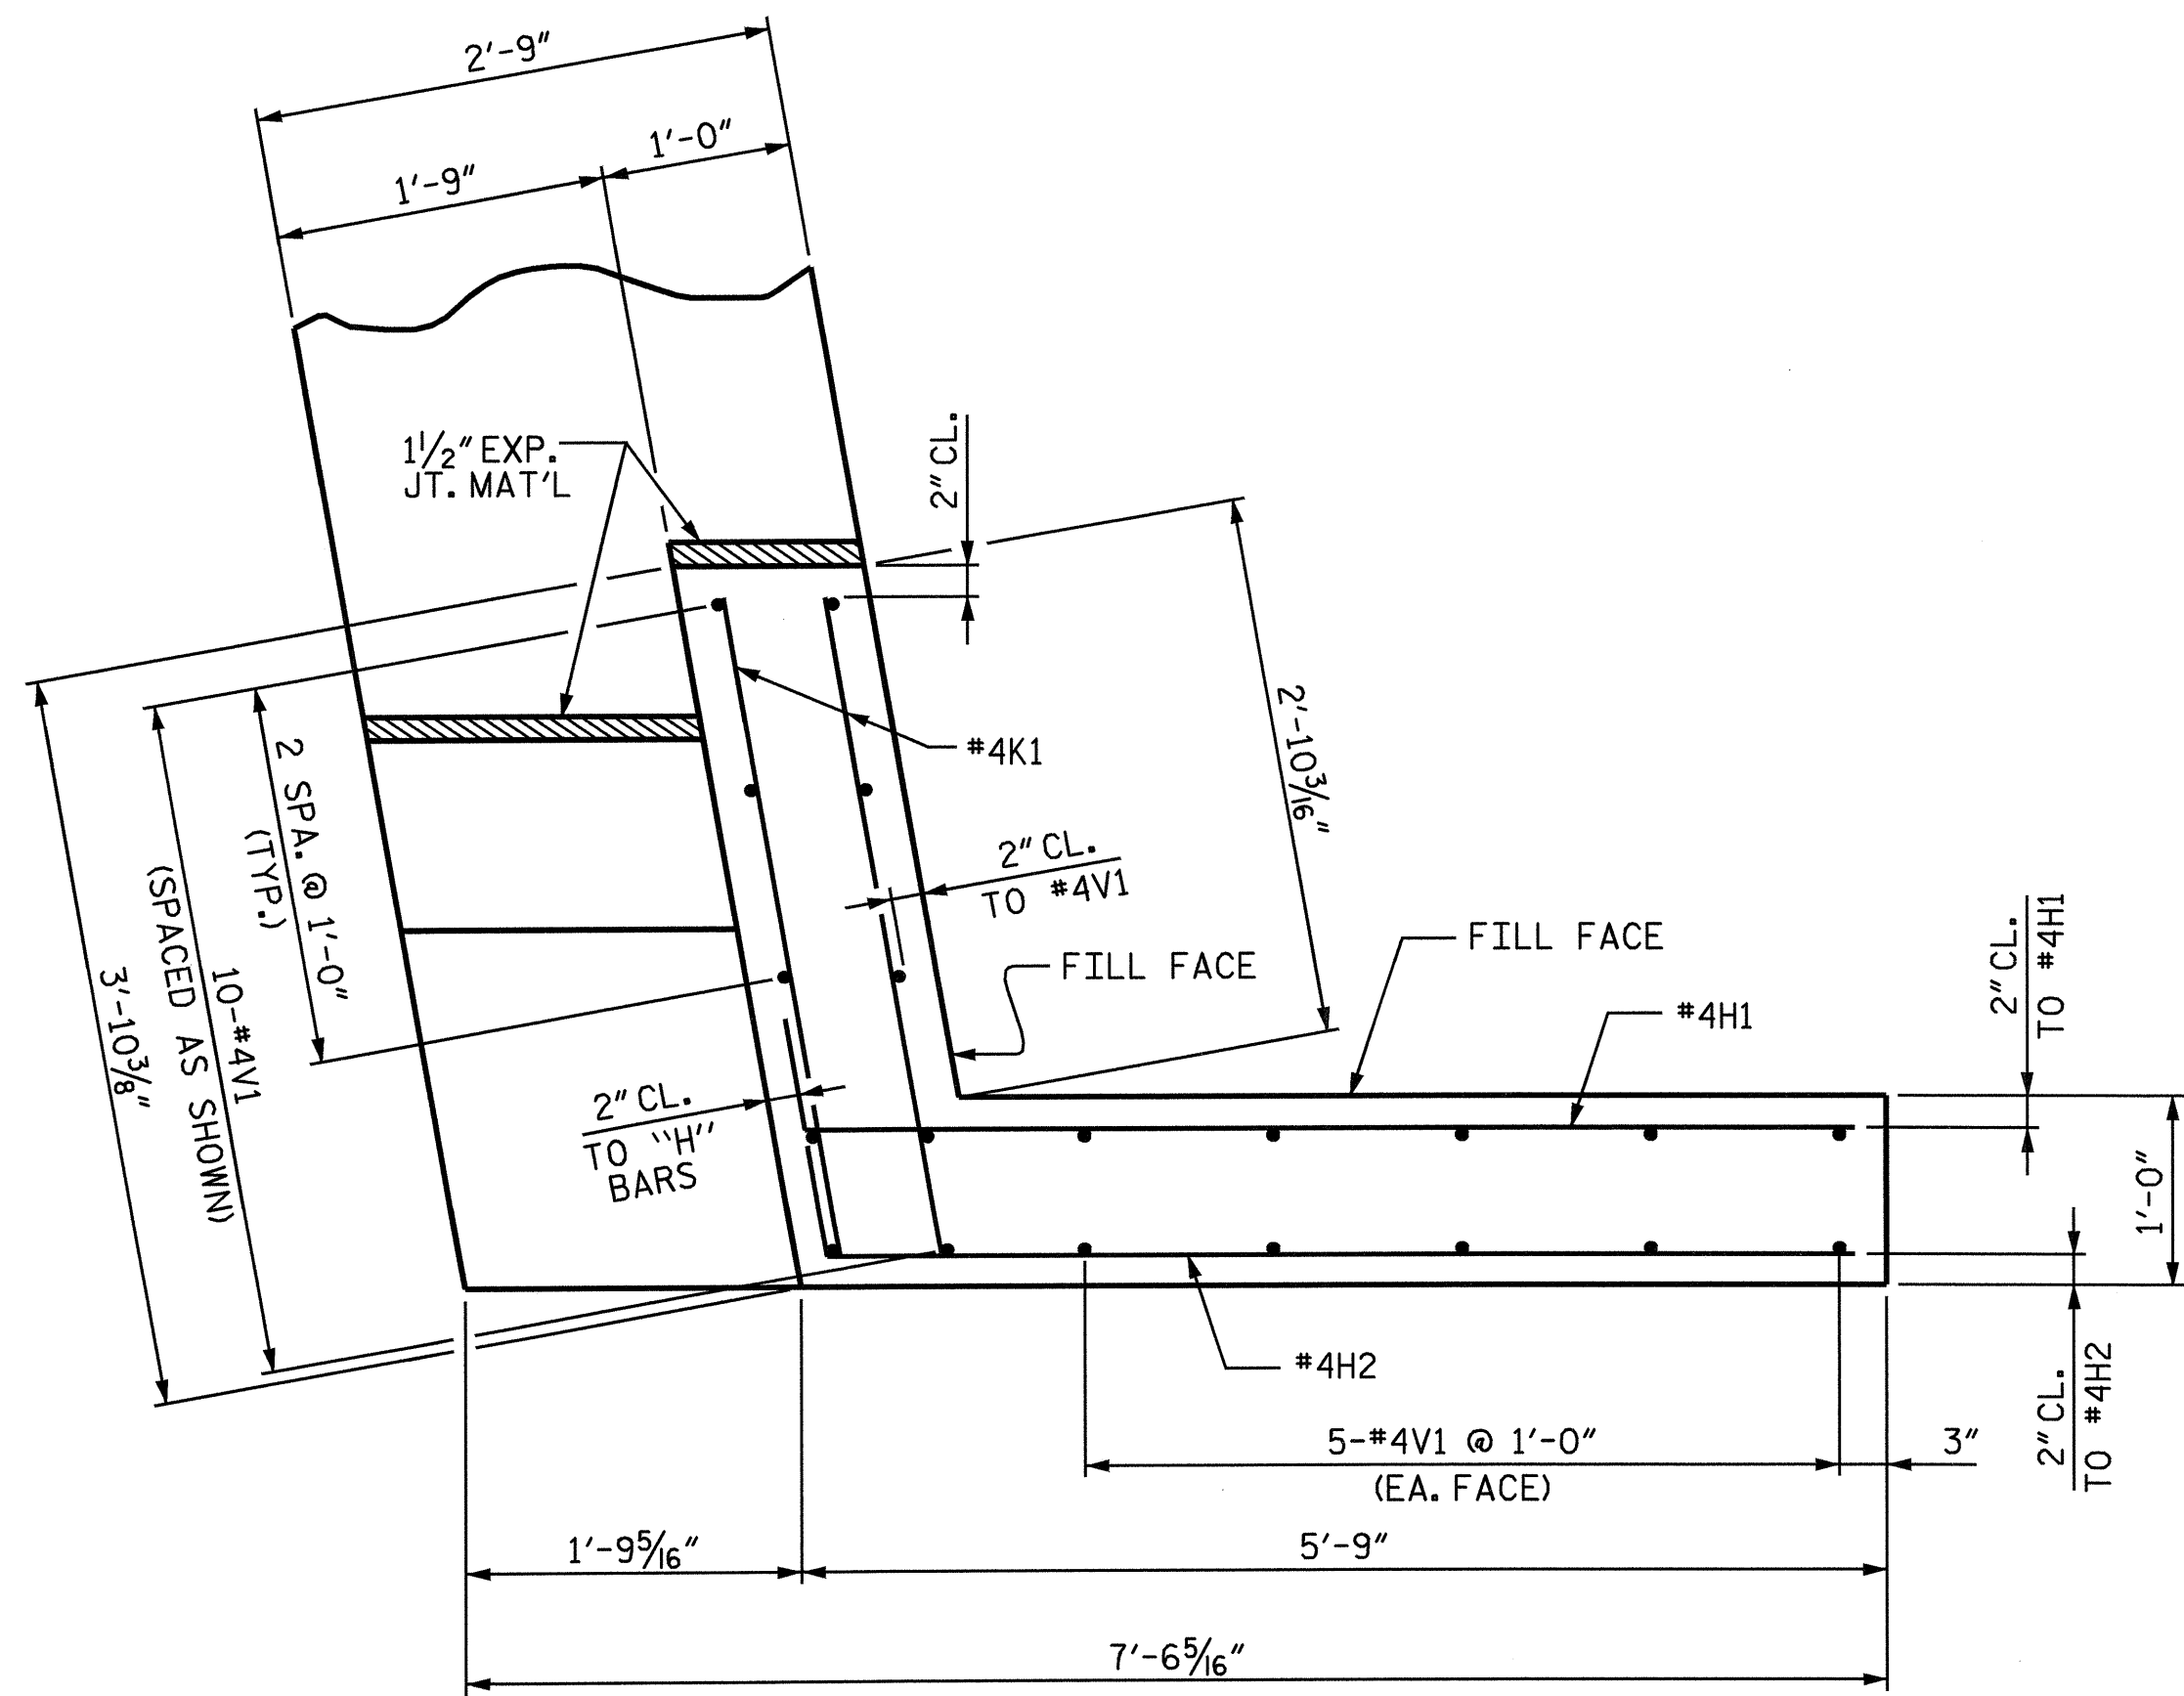 2'-9"
1'-0"
1'-9"
1½" EXP.
JT. MAT'L
2" CL.
2'-10³⁄₁₆"
#4K1
2 SPA. @ 1'-0"
(TYP.)
2" CL.
TO #4V1
FILL FACE
FILL FACE
#4H1
2" CL.
TO #4H1
10-#4V1
(SPACED AS SHOWN)
3'-10³⁄₈"
2" CL.
TO "H"
BARS
1'-0"
#4H2
2" CL.
TO #4H2
5-#4V1 @ 1'-0"
(EA. FACE)
3"
1'-9⁵⁄₁₆"
5'-9"
7'-6⁵⁄₁₆"